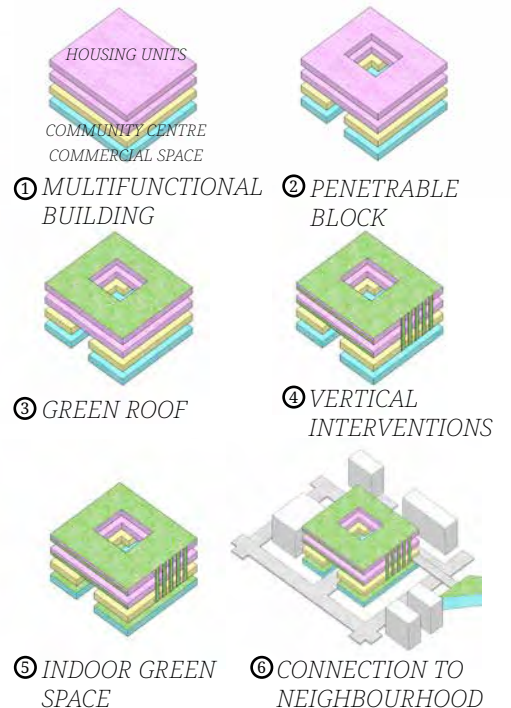 HOUSING UNITS
COMMUNITY CENTRE
COMMERCIAL SPACE
1 MULTIFUNCTIONAL
BUILDING
2 PENETRABLE
BLOCK
3 GREEN ROOF
4 VERTICAL
INTERVENTIONS
5 INDOOR GREEN
SPACE
6 CONNECTION TO
NEIGHBOURHOOD